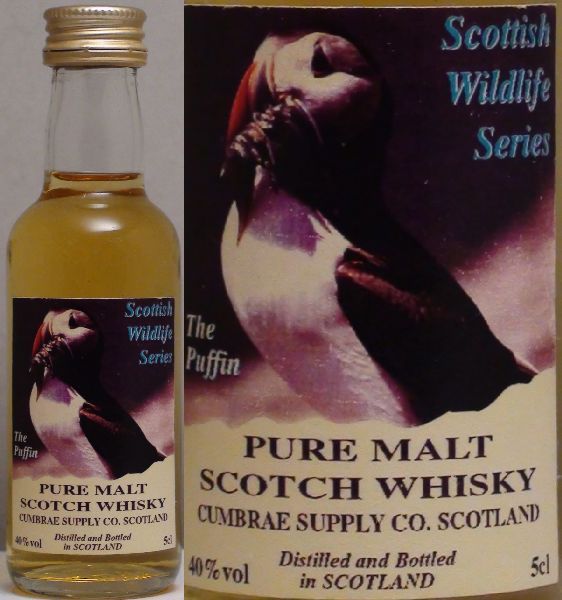 Scottish
Wildlife
Series
The
Puffin
PURE MALT
SCOTCH WHISKY
CUMBRAE SUPPLY CO. SCOTLAND
40% vol
Distilled and Bottled
in SCOTLAND
5cl
Scottish
Wildlife
Series
The
Puffin
PURE MALT
SCOTCH WHISKY
CUMBRAE SUPPLY CO. SCOTLAND
40% vol
Distilled and Bottled
in SCOTLAND
5cl